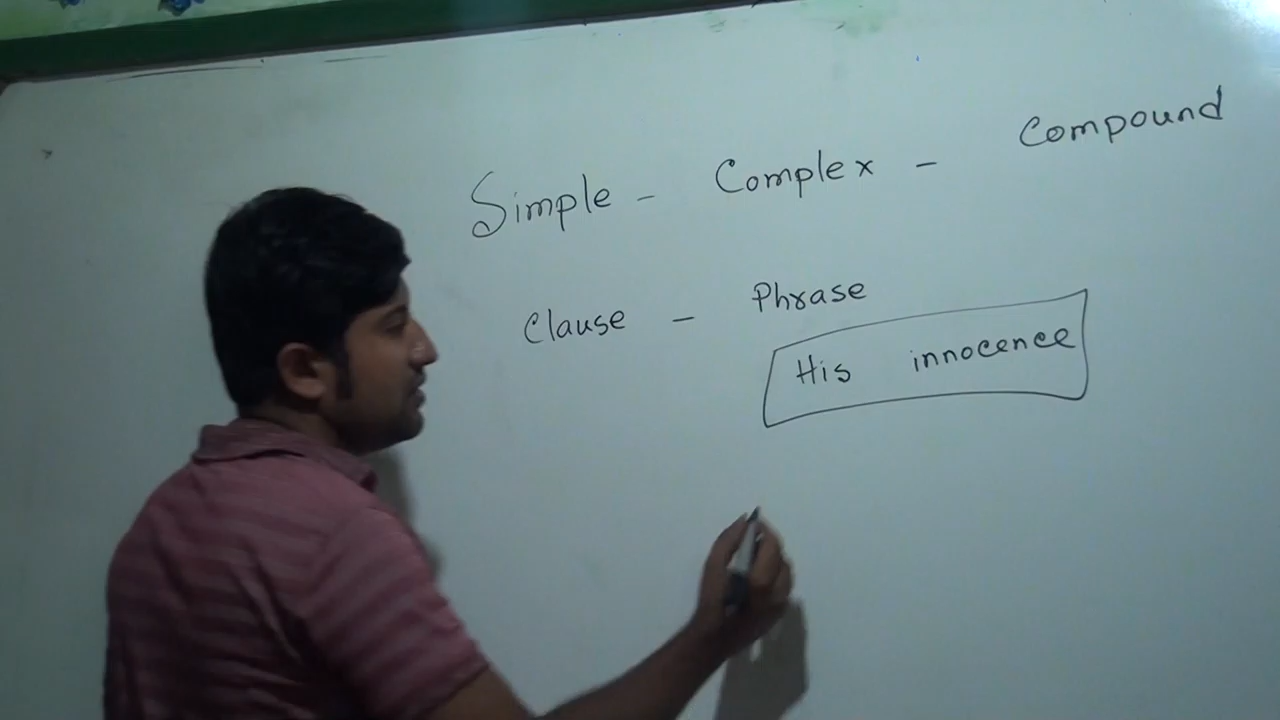 Simple - Complex - Compound
Clause - Phrase
His innocence